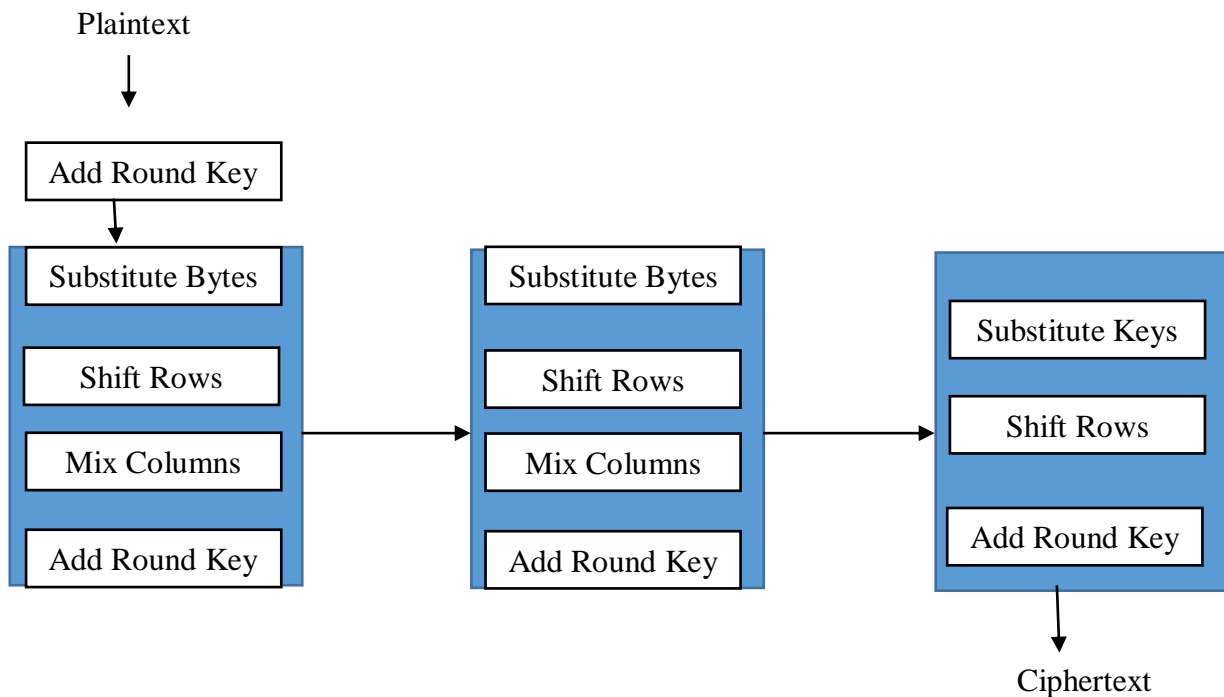 Plaintext
Add Round Key
Substitute Bytes
Shift Rows
Mix Columns
Add Round Key
Substitute Bytes
Shift Rows
Mix Columns
Add Round Key
Substitute Keys
Shift Rows
Add Round Key
Ciphertext